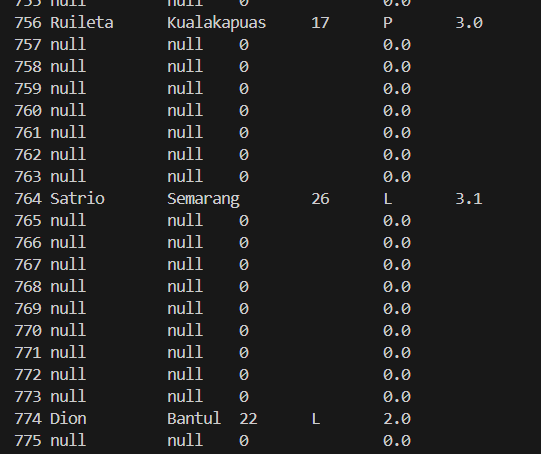 755 null null 0 0.0
756 Ruileta Kualakapuas 17 P 3.0
757 null null 0 0.0
758 null null 0 0.0
759 null null 0 0.0
760 null null 0 0.0
761 null null 0 0.0
762 null null 0 0.0
763 null null 0 0.0
764 Satrio Semarang 26 L 3.1
765 null null 0 0.0
766 null null 0 0.0
767 null null 0 0.0
768 null null 0 0.0
769 null null 0 0.0
770 null null 0 0.0
771 null null 0 0.0
772 null null 0 0.0
773 null null 0 0.0
774 Dion Bantul 22 L 2.0
775 null null 0 0.0